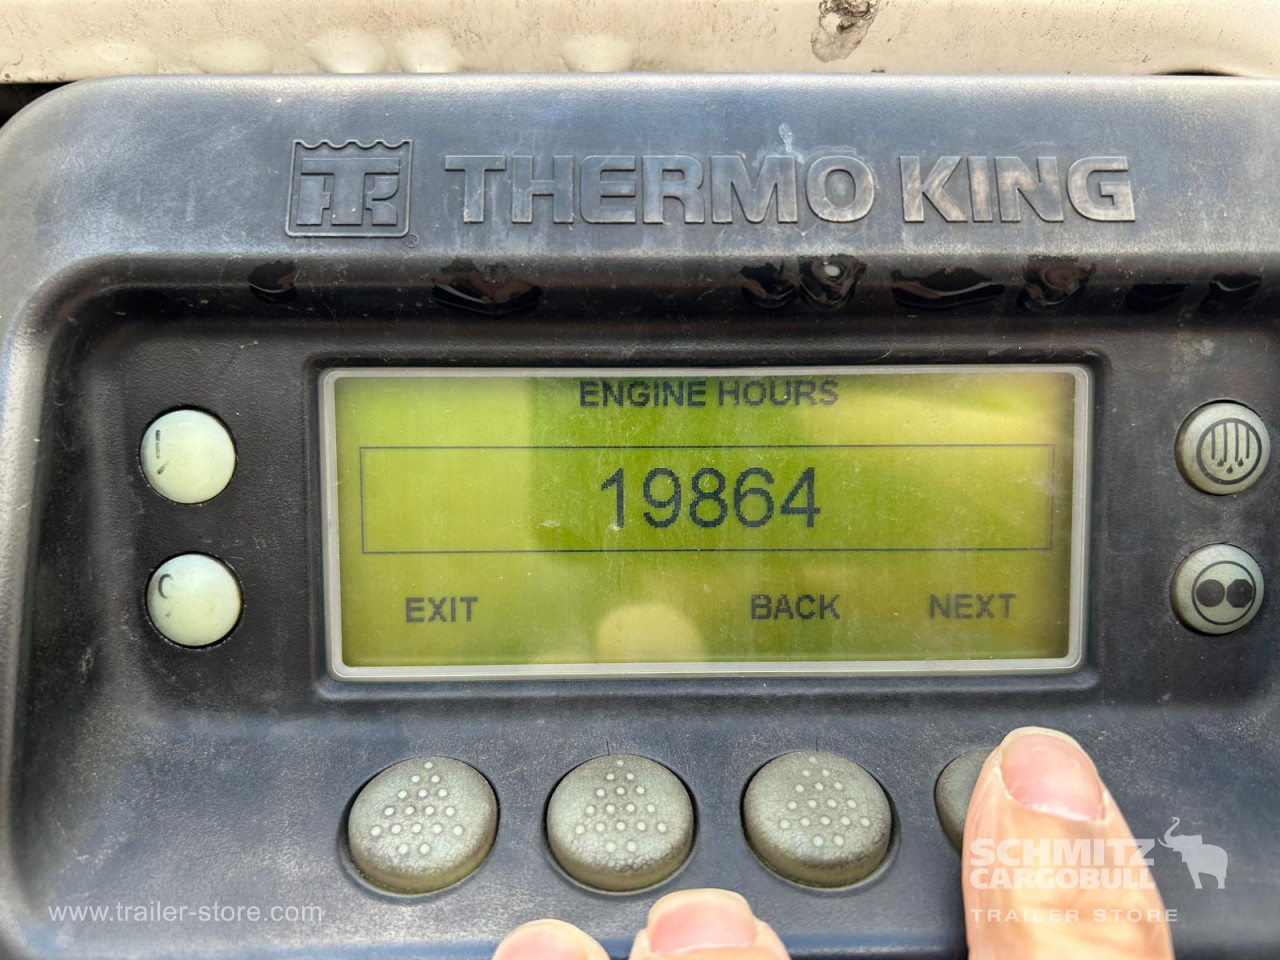 THERMO KING
ENGINE HOURS
19864
EXIT BACK NEXT
SCHMITZ
CARGOBULL
TRAILER STORE
www.trailer-store.com